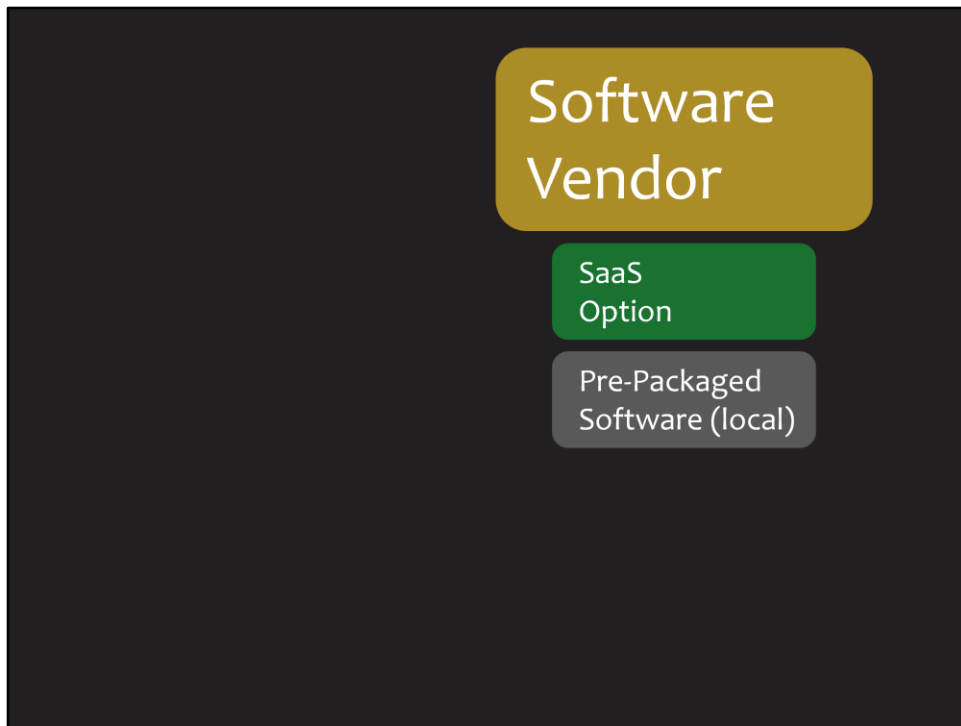 Software
Vendor
SaaS
Option
Pre-Packaged
Software (local)